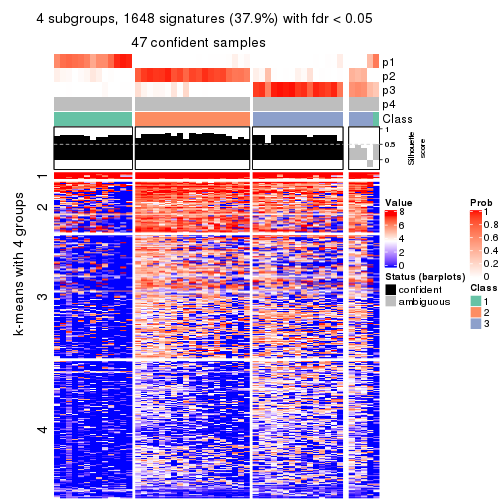 4 subgroups, 1648 signatures (37.9%) with fdr < 0.05
47 confident samples
p1
p2
p3
p4
Class
1
0.5
0
Silhouette
score
k-means with 4 groups
1
2
3
4
Value
8
6
4
2
0
Status (barplots)
confident
ambiguous
Prob
1
0.8
0.6
0.4
0.2
0
Class
1
2
3